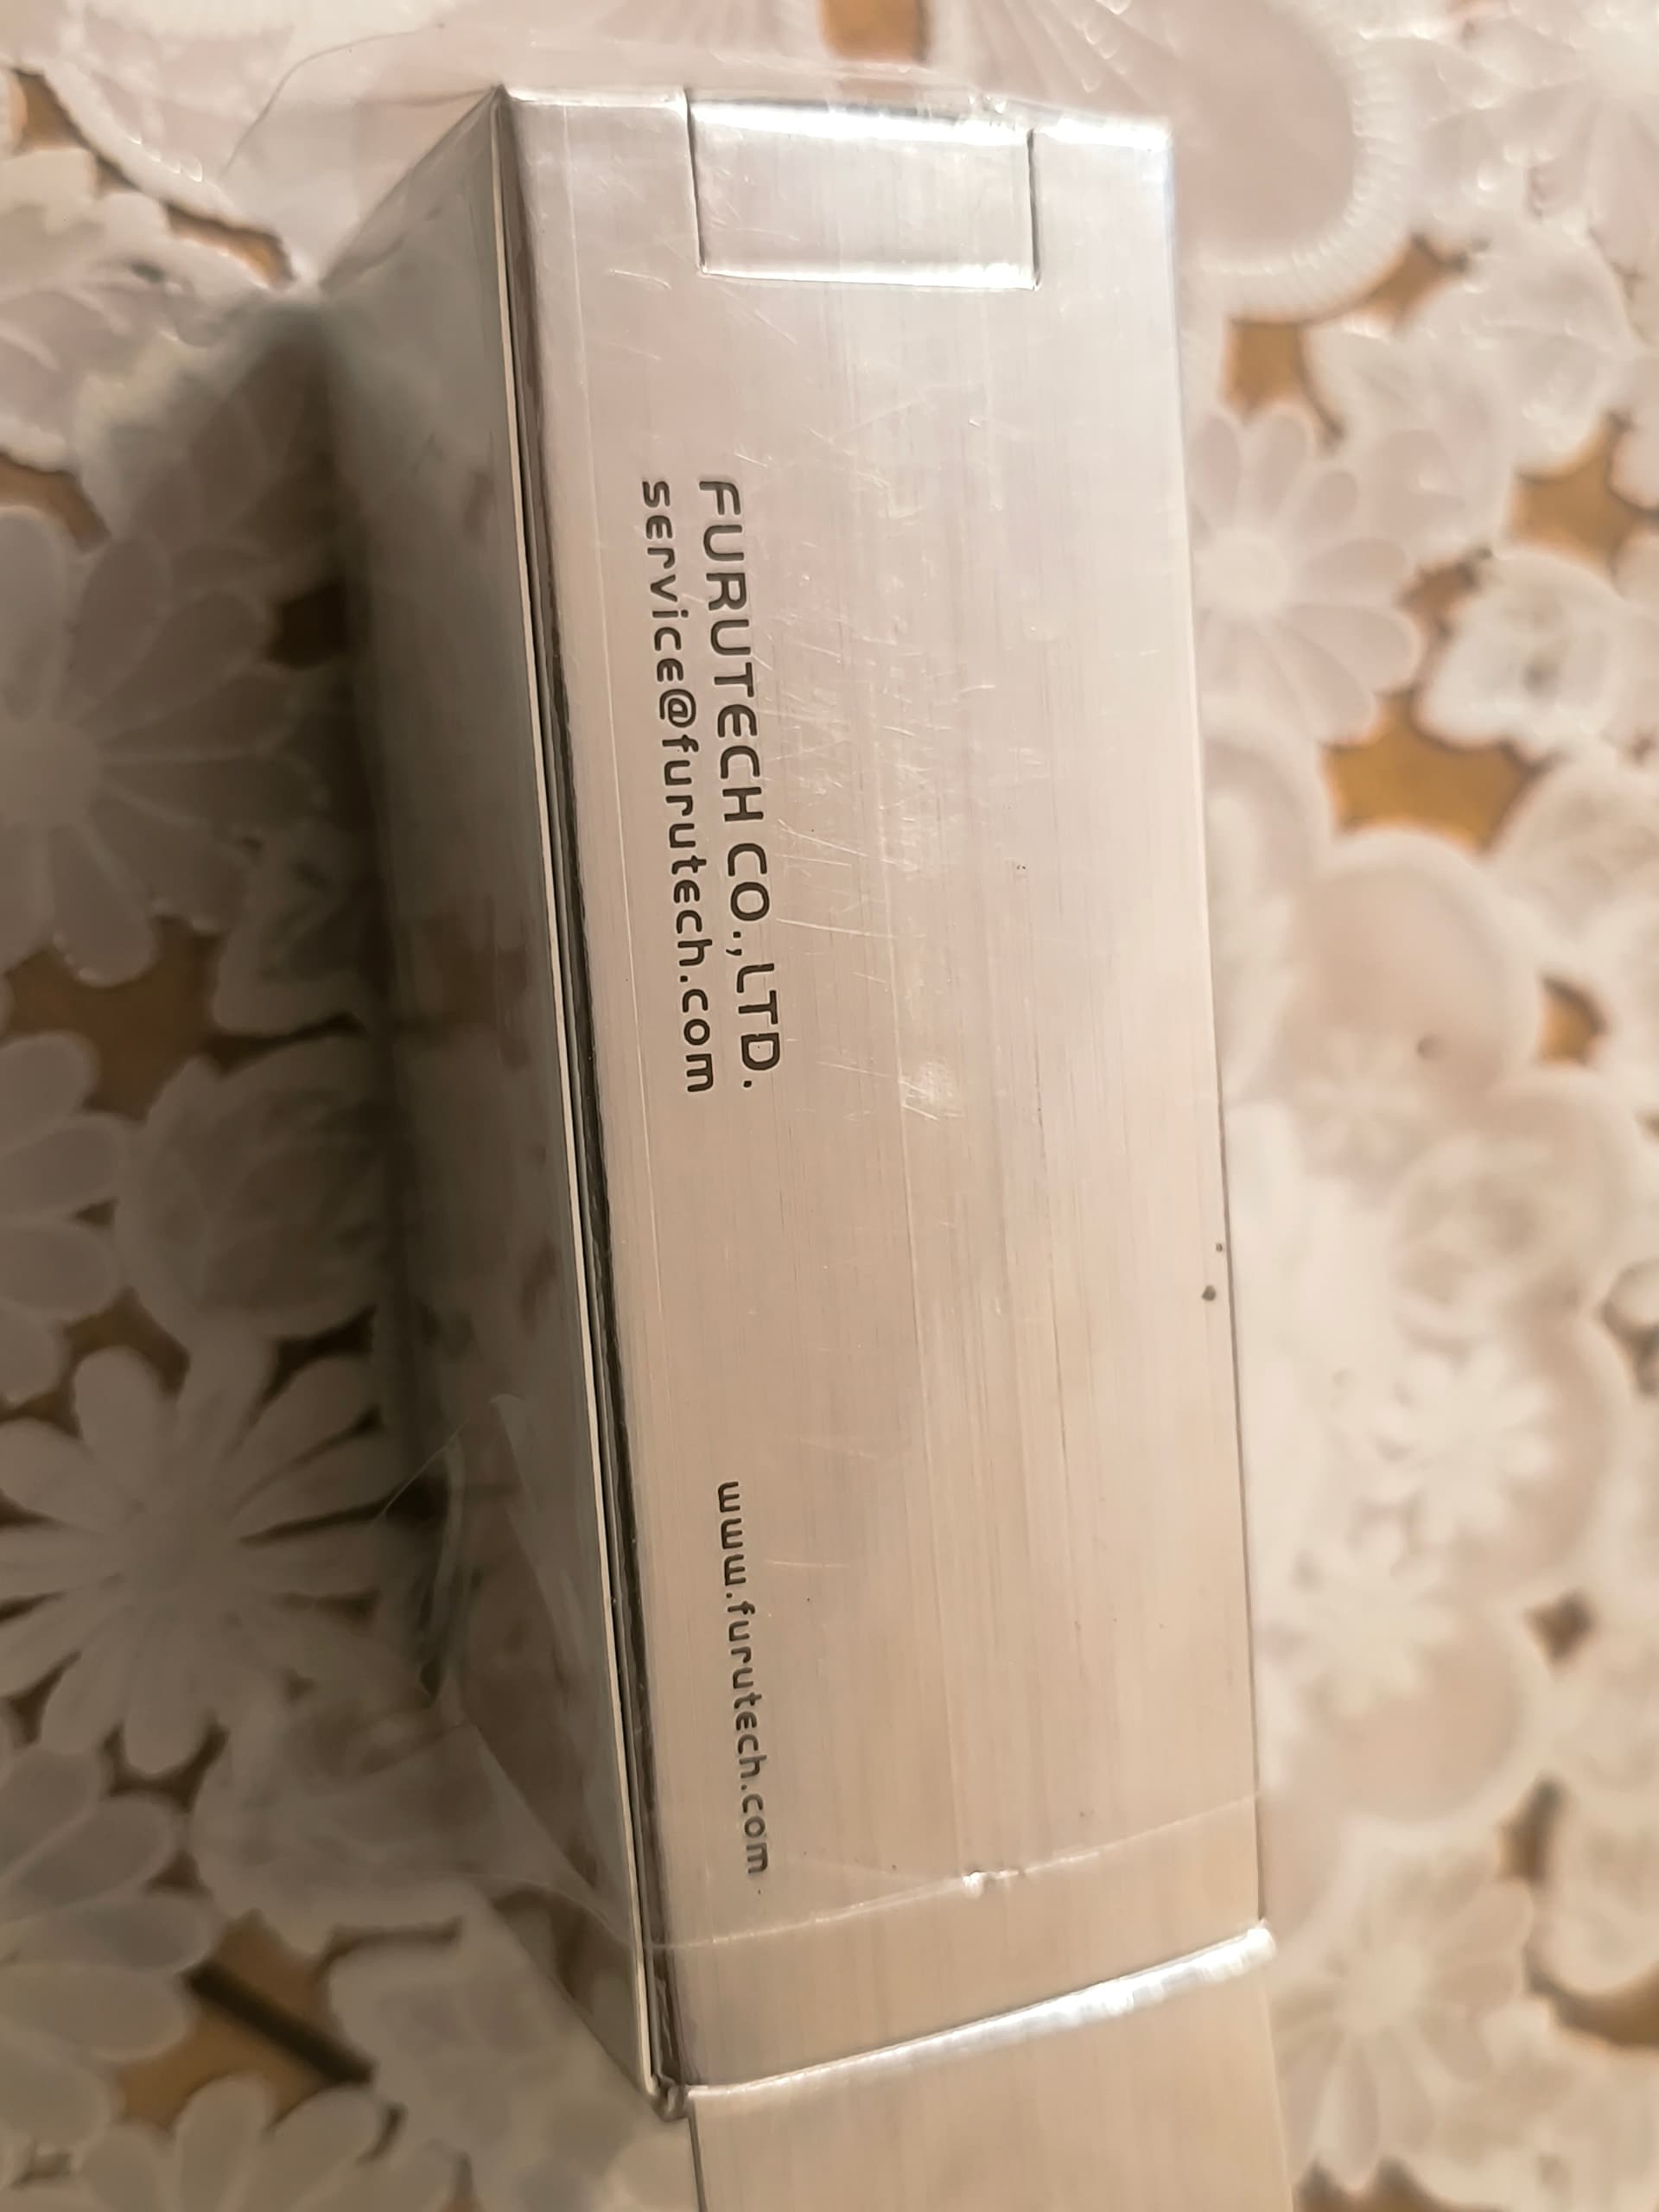 FURUTECH CO.,LTD.
service@furutech.com
www.furutech.com